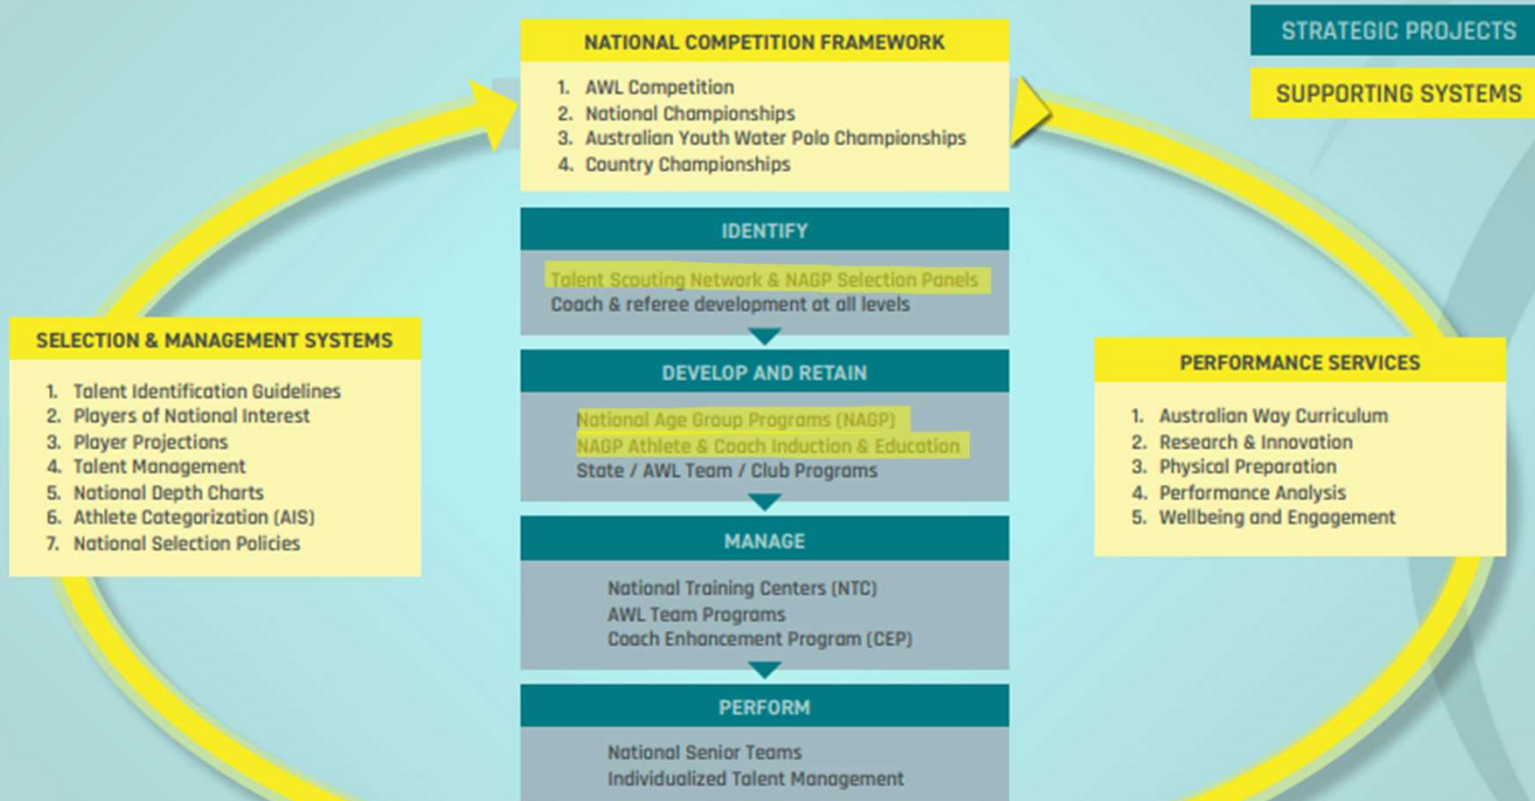 STRATEGIC PROJECTS
SUPPORTING SYSTEMS
NATIONAL COMPETITION FRAMEWORK
1. AWL Competition
2. National Championships
3. Australian Youth Water Polo Championships
4. Country Championships
IDENTIFY
Talent Scouting Network & NAGP Selection Panels
Coach & referee development at all levels
DEVELOP AND RETAIN
National Age Group Programs (NAGP)
NAGP Athlete & Coach Induction & Education
State / AWL Team / Club Programs
MANAGE
National Training Centers (NTC)
AWL Team Programs
Coach Enhancement Program (CEP)
PERFORM
National Senior Teams
Individualized Talent Management
SELECTION & MANAGEMENT SYSTEMS
1. Talent Identification Guidelines
2. Players of National Interest
3. Player Projections
4. Talent Management
5. National Depth Charts
6. Athlete Categorization (AIS)
7. National Selection Policies
PERFORMANCE SERVICES
1. Australian Way Curriculum
2. Research & Innovation
3. Physical Preparation
4. Performance Analysis
5. Wellbeing and Engagement